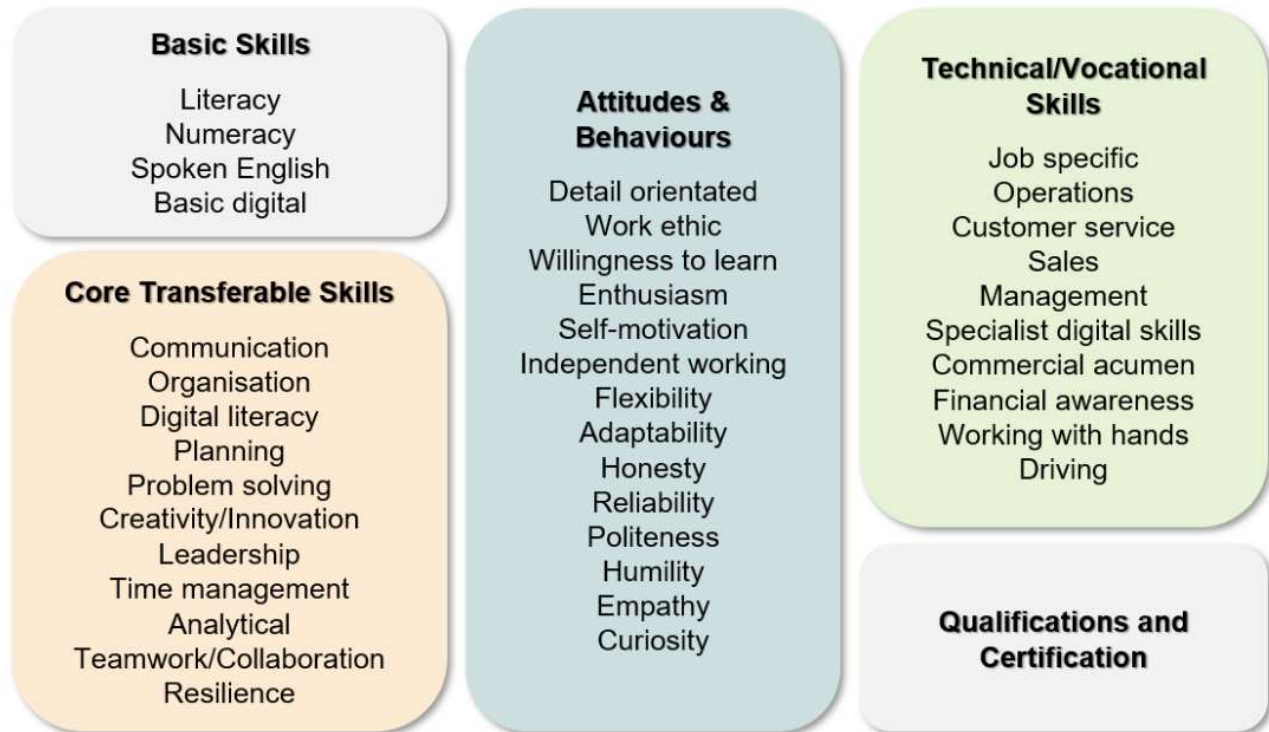 Basic Skills
Literacy
Numeracy
Spoken English
Basic digital
Core Transferable Skills
Communication
Organisation
Digital literacy
Planning
Problem solving
Creativity/Innovation
Leadership
Time management
Analytical
Teamwork/Collaboration
Resilience
Attitudes &
Behaviours
Detail orientated
Work ethic
Willingness to learn
Enthusiasm
Self-motivation
Independent working
Flexibility
Adaptability
Honesty
Reliability
Politeness
Humility
Empathy
Curiosity
Technical/Vocational
Skills
Job specific
Operations
Customer service
Sales
Management
Specialist digital skills
Commercial acumen
Financial awareness
Working with hands
Driving
Qualifications and
Certification